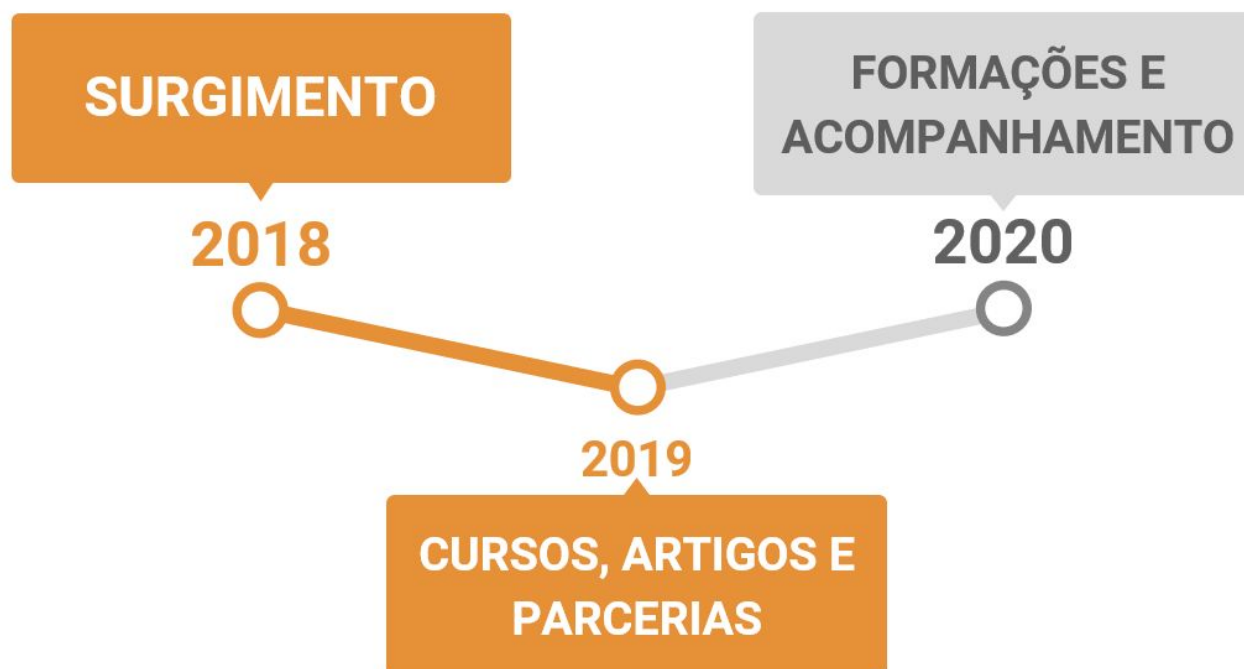 SURGIMENTO
2018
FORMAÇÕES E
ACOMPANHAMENTO
2020
2019
CURSOS, ARTIGOS E
PARCERIAS